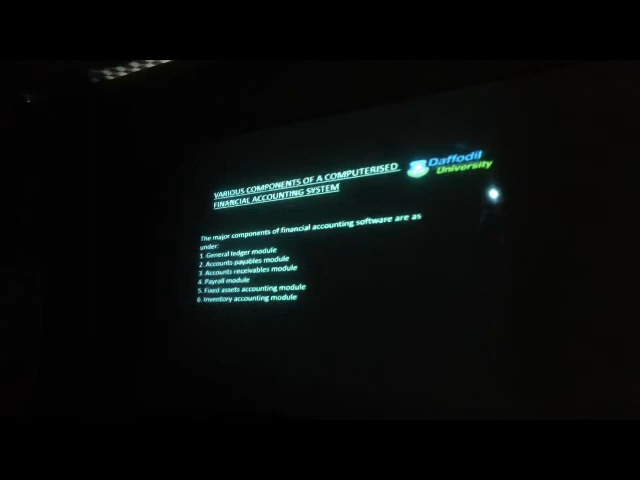 VARIOUS COMPONENTS OF A COMPUTERISED
FINANCIAL ACCOUNTING SYSTEM
Daffodil
University
The major components of financial accounting software are as
under:
1. General ledger module
2. Accounts payables module
3. Accounts receivables module
4. Payroll module
5. Fixed assets accounting module
6. Inventory accounting module